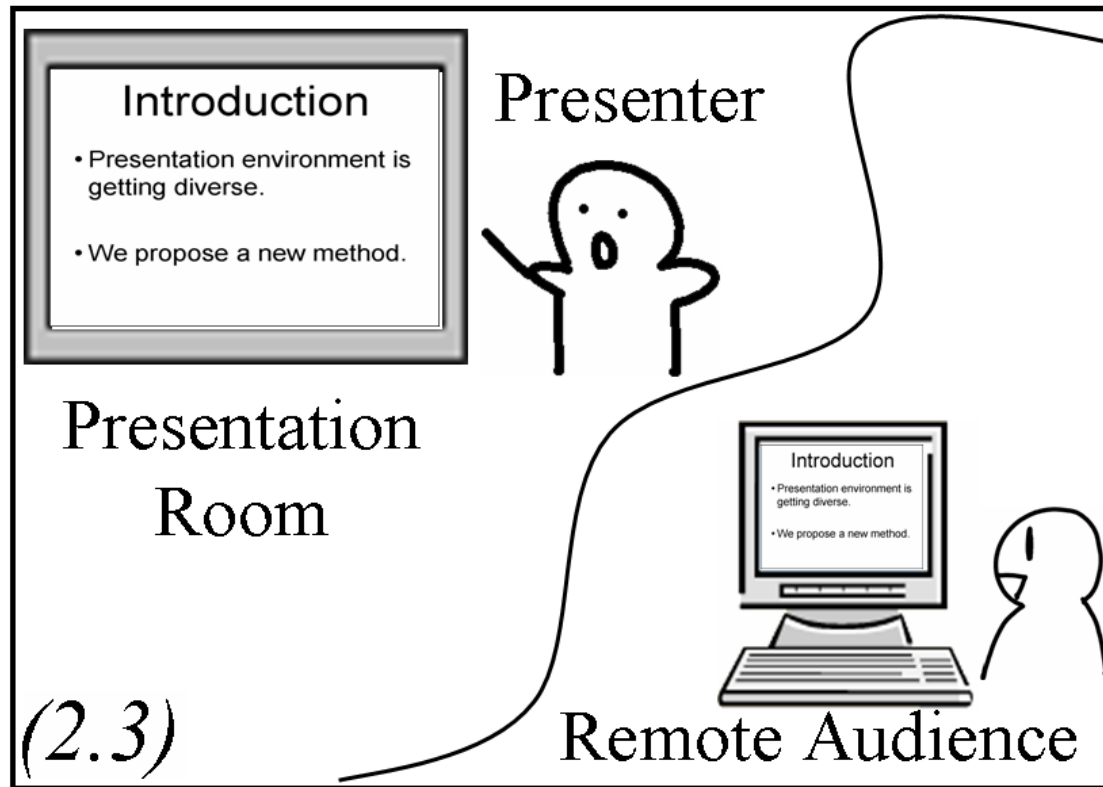 Introduction
• Presentation environment is
getting diverse.
• We propose a new method.
Presenter
Presentation
Room
Introduction
• Presentation environment is
getting diverse.
• We propose a new method.
Remote Audience
(2.3)